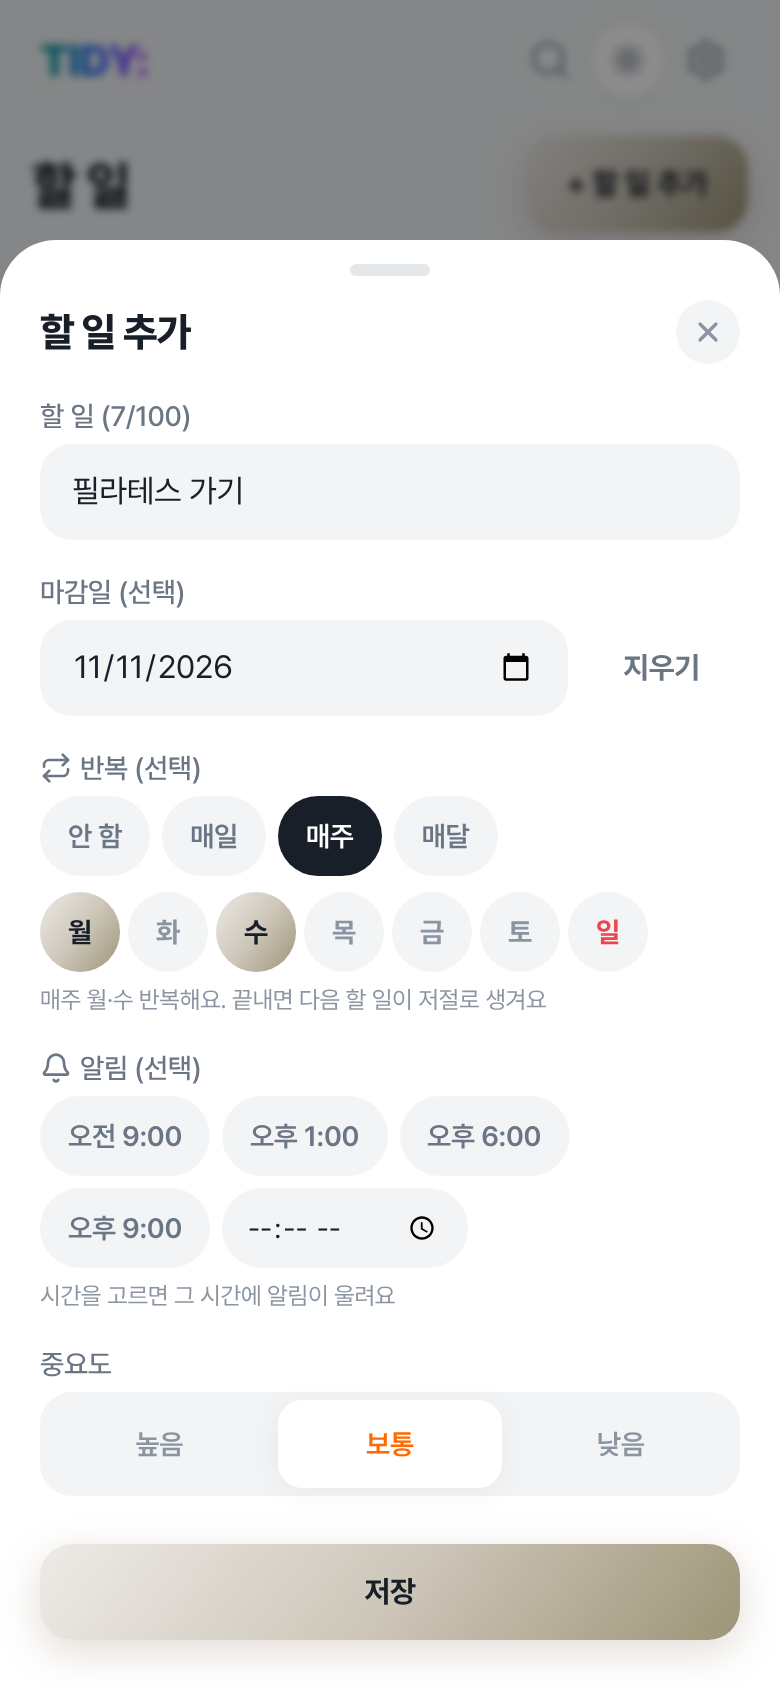 TIDY:
할 일
+ 할 일 추가
할 일 추가
할 일 (7/100)
필라테스 가기
마감일 (선택)
11/11/2026
지우기
반복 (선택)
안 함 매일 매주 매달
월 화 수 목 금 토 일
매주 월·수 반복해요. 끝내면 다음 할 일이 저절로 생겨요
알림 (선택)
오전 9:00 오후 1:00 오후 6:00
오후 9:00 --:-- --
시간을 고르면 그 시간에 알림이 울려요
중요도
높음 보통 낮음
저장